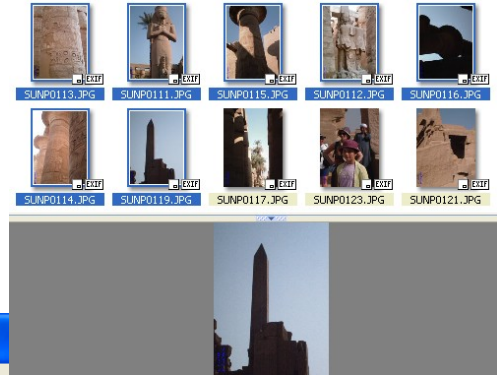 EXIF EXIF EXIF EXIF EXIF
SUNP0113.JPG SUNP0111.JPG SUNP0115.JPG SUNP0112.JPG SUNP0116.JPG
EXIF EXIF EXIF EXIF EXIF
SUNP0114.JPG SUNP0119.JPG SUNP0117.JPG SUNP0123.JPG SUNP0121.JPG